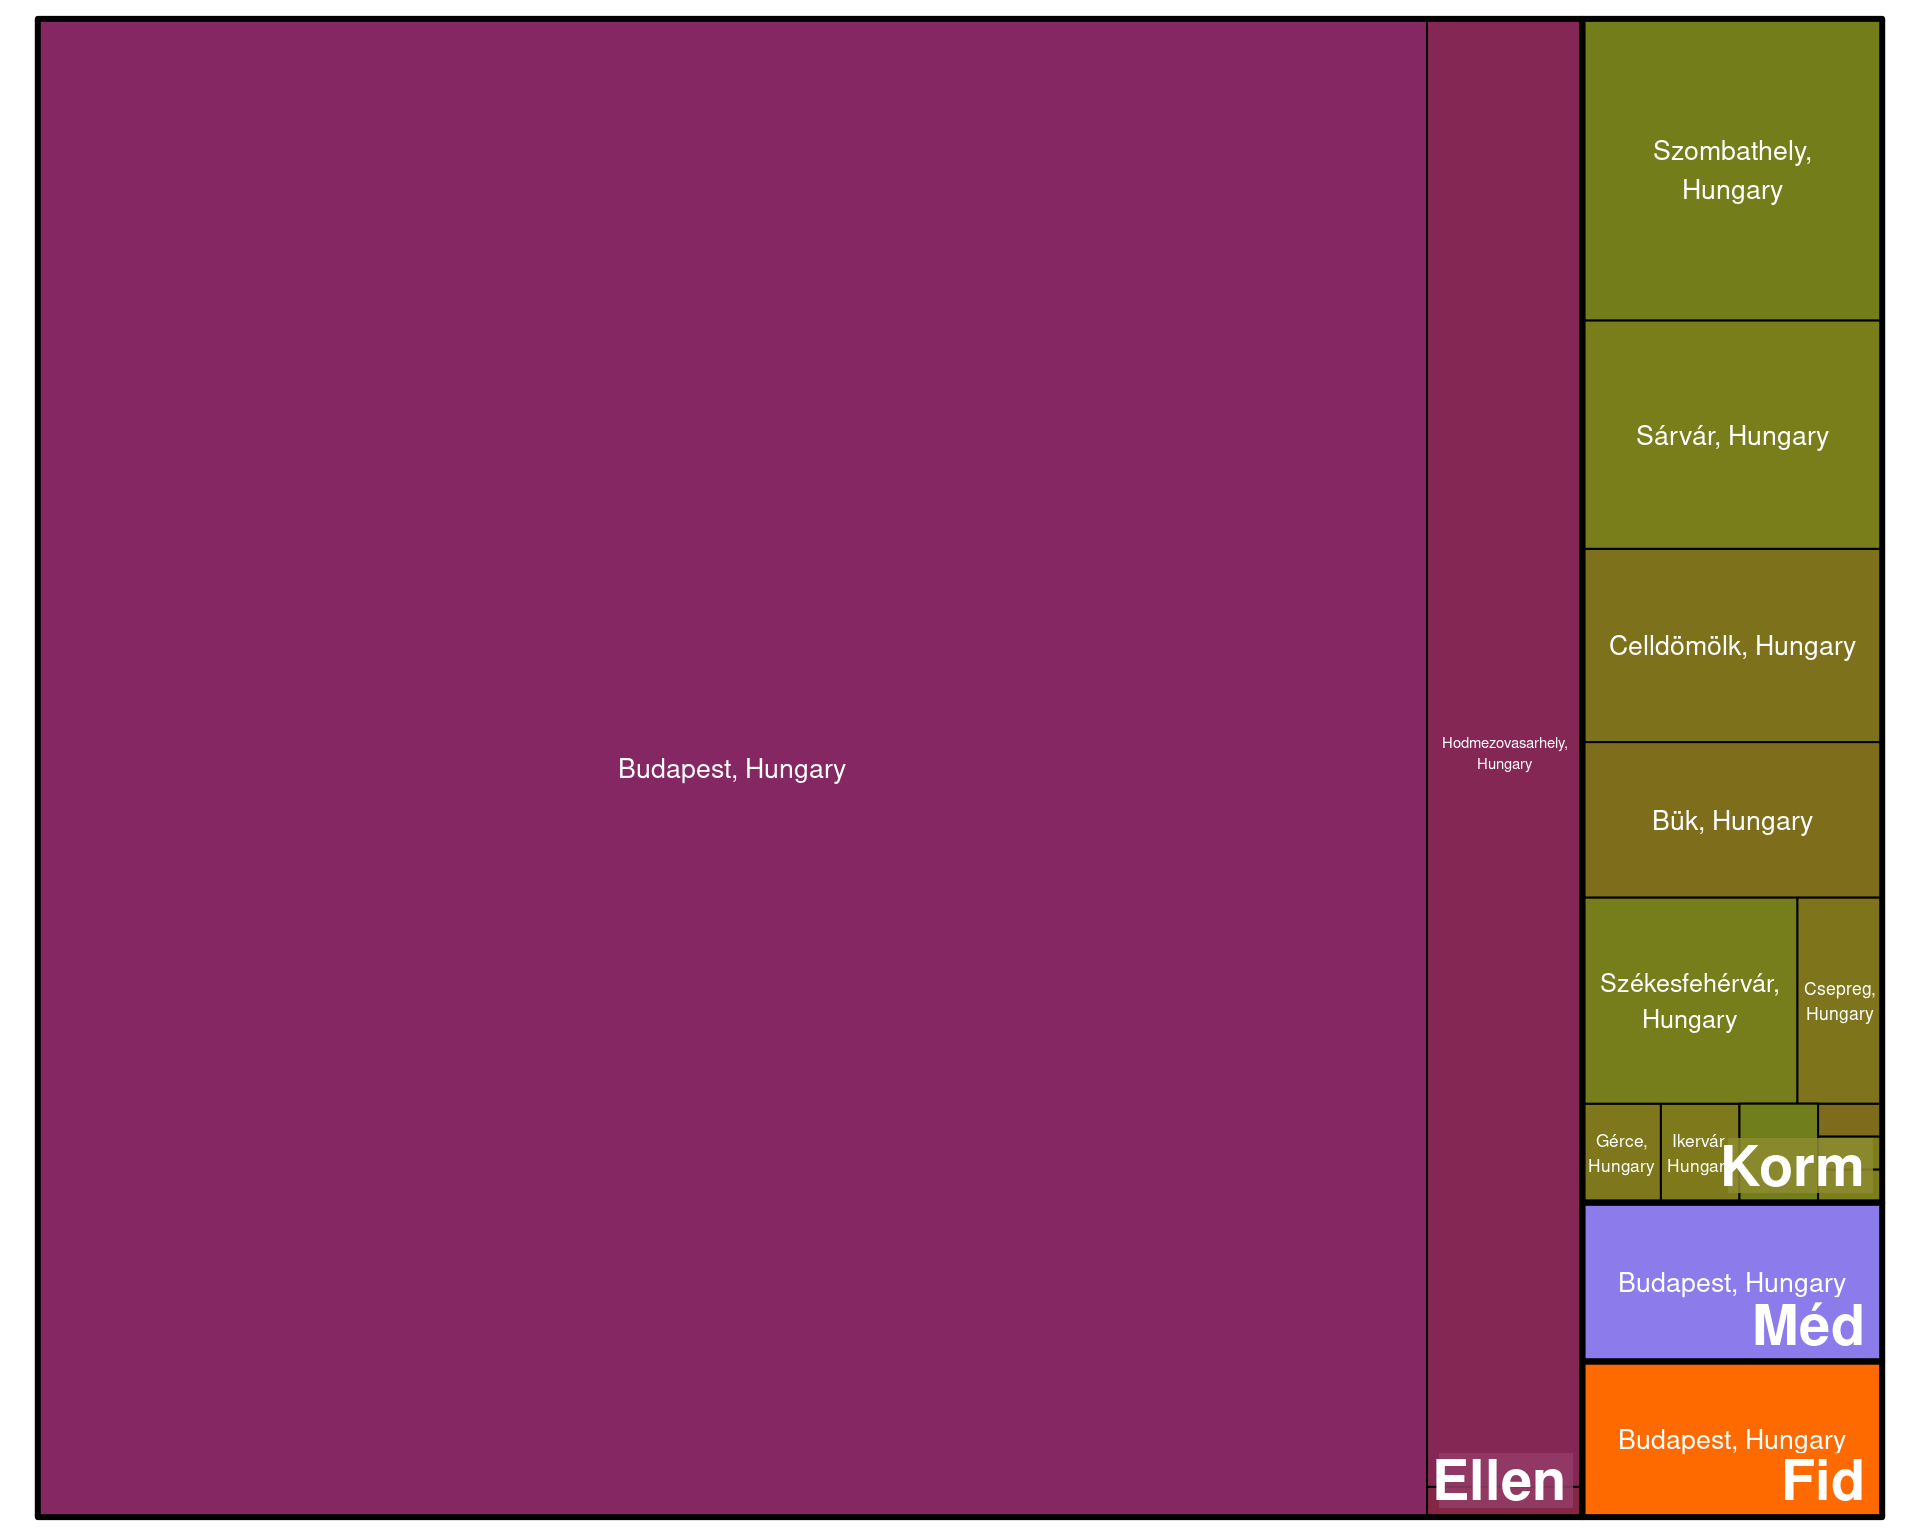 Budapest, Hungary
Hodmezovasarhely,
Hungary
Ellen
Szombathely,
Hungary
Sárvár, Hungary
Celldömölk, Hungary
Bük, Hungary
Székesfehérvár,
Hungary
Csepreg,
Hungary
Gérce,
Hungary
Ikervár,
Hungary
Korm
Budapest, Hungary
Méd
Budapest, Hungary
Fid